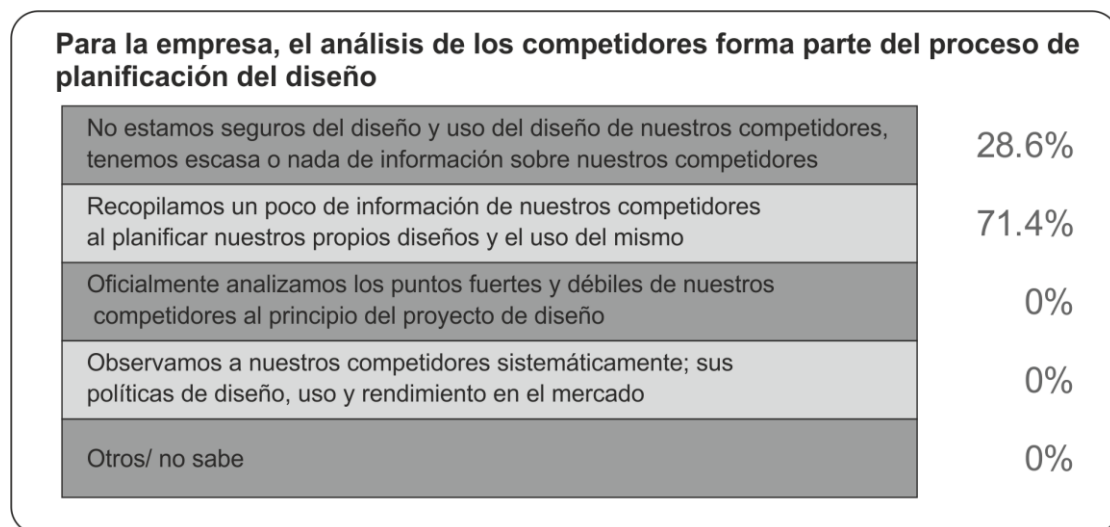 Para la empresa, el análisis de los competidores forma parte del proceso de
planificación del diseño
No estamos seguros del diseño y uso del diseño de nuestros competidores,
tenemos escasa o nada de información sobre nuestros competidores
28.6%
Recopilamos un poco de información de nuestros competidores
al planificar nuestros propios diseños y el uso del mismo
71.4%
Oficialmente analizamos los puntos fuertes y débiles de nuestros
competidores al principio del proyecto de diseño
0%
Observamos a nuestros competidores sistemáticamente; sus
políticas de diseño, uso y rendimiento en el mercado
0%
Otros/ no sabe
0%